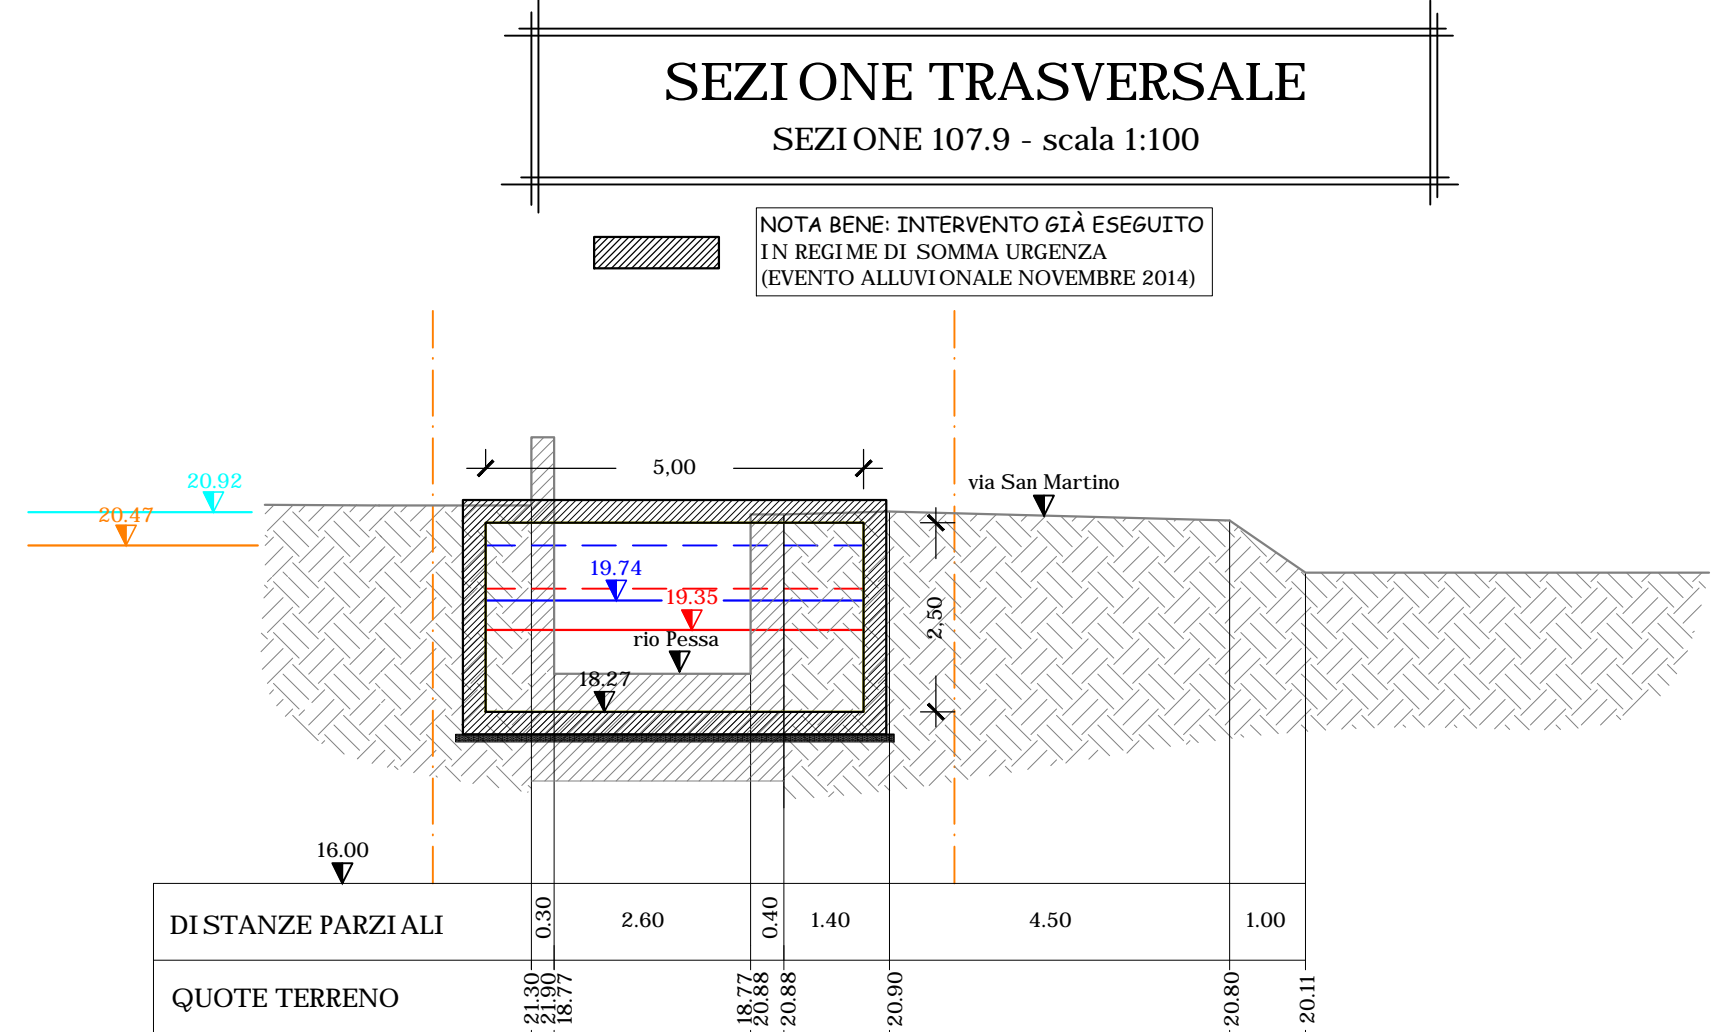 SEZIONE TRASVERSALE
SEZIONE 107.9 - scala 1:100
NOTA BENE: INTERVENTO GIÀ ESEGUITO
IN REGIME DI SOMMA URGENZA
(EVENTO ALLUVIONALE NOVEMBRE 2014)
5,00
20.92
via San Martino
20.47
19.74
19.35
2,50
rio Pessa
18.27
16.00
DISTANZE PARZIALI
0.30
2.60
0.40
1.40
4.50
1.00
QUOTE TERRENO
21.30
21.90
18.77
18.77
20.88
20.88
20.90
20.80
20.11